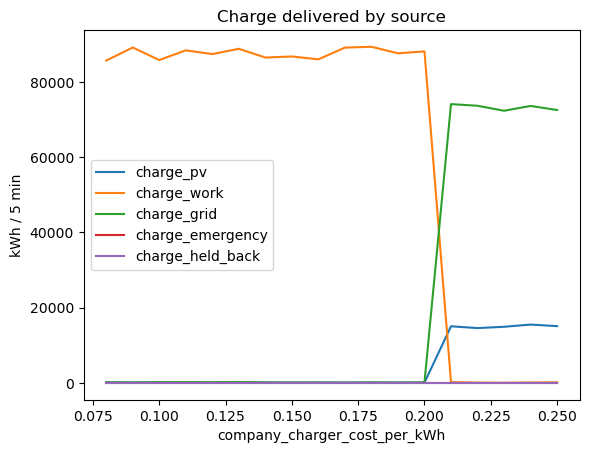 Charge delivered by source
kWh / 5 min
80000
60000
40000
20000
0
charge_pv
charge_work
charge_grid
charge_emergency
charge_held_back
0.075 0.100 0.125 0.150 0.175 0.200 0.225 0.250
company_charger_cost_per_kWh